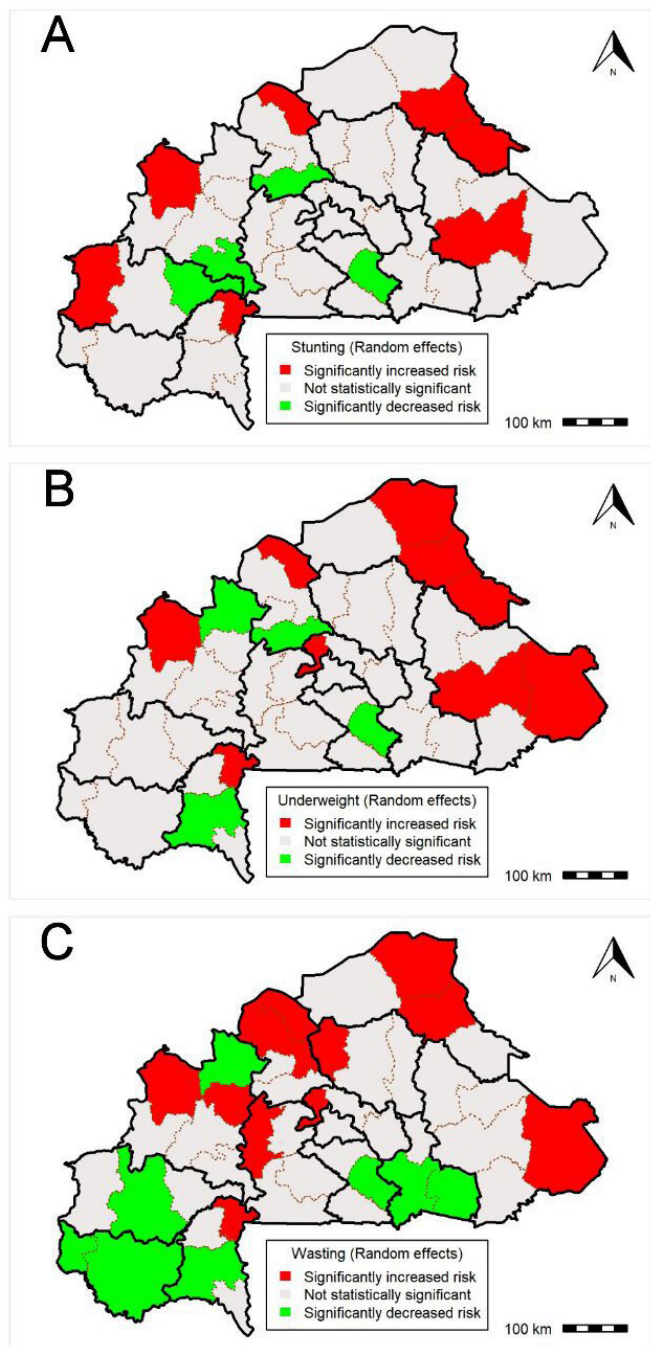 A
N
Stunting (Random effects)
Significantly increased risk
Not statistically significant
Significantly decreased risk
100 km
B
N
Underweight (Random effects)
Significantly increased risk
Not statistically significant
Significantly decreased risk
100 km
C
N
Wasting (Random effects)
Significantly increased risk
Not statistically significant
Significantly decreased risk
100 km